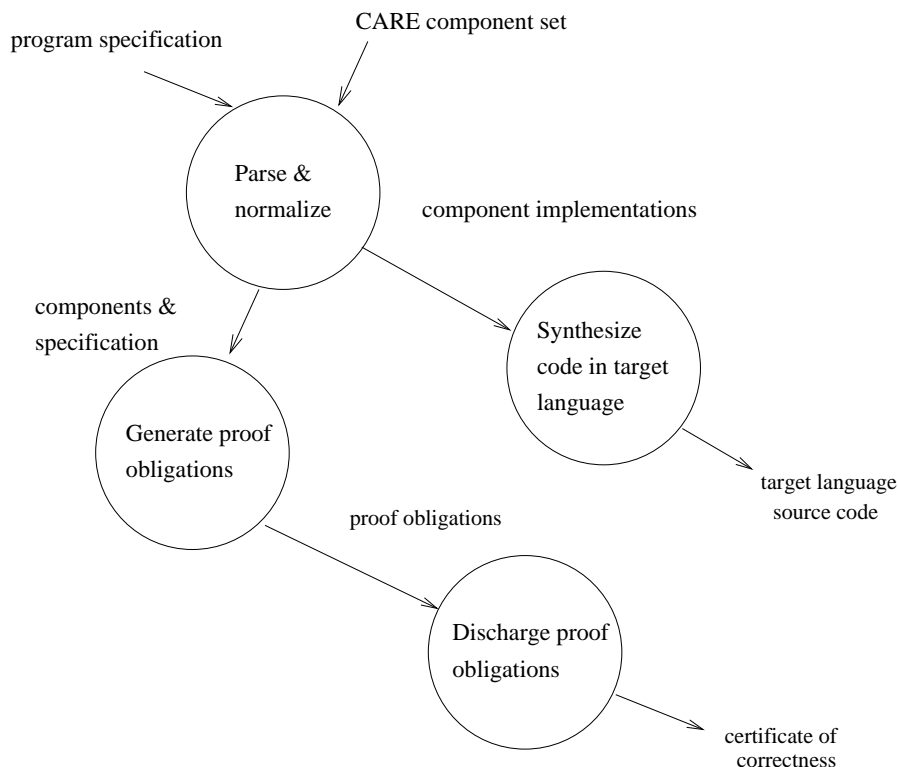 CARE component set
program specification
Parse &
normalize
component implementations
components &
specification
Synthesize
code in target
language
Generate proof
obligations
target language
source code
proof obligations
Discharge proof
obligations
certificate of
correctness